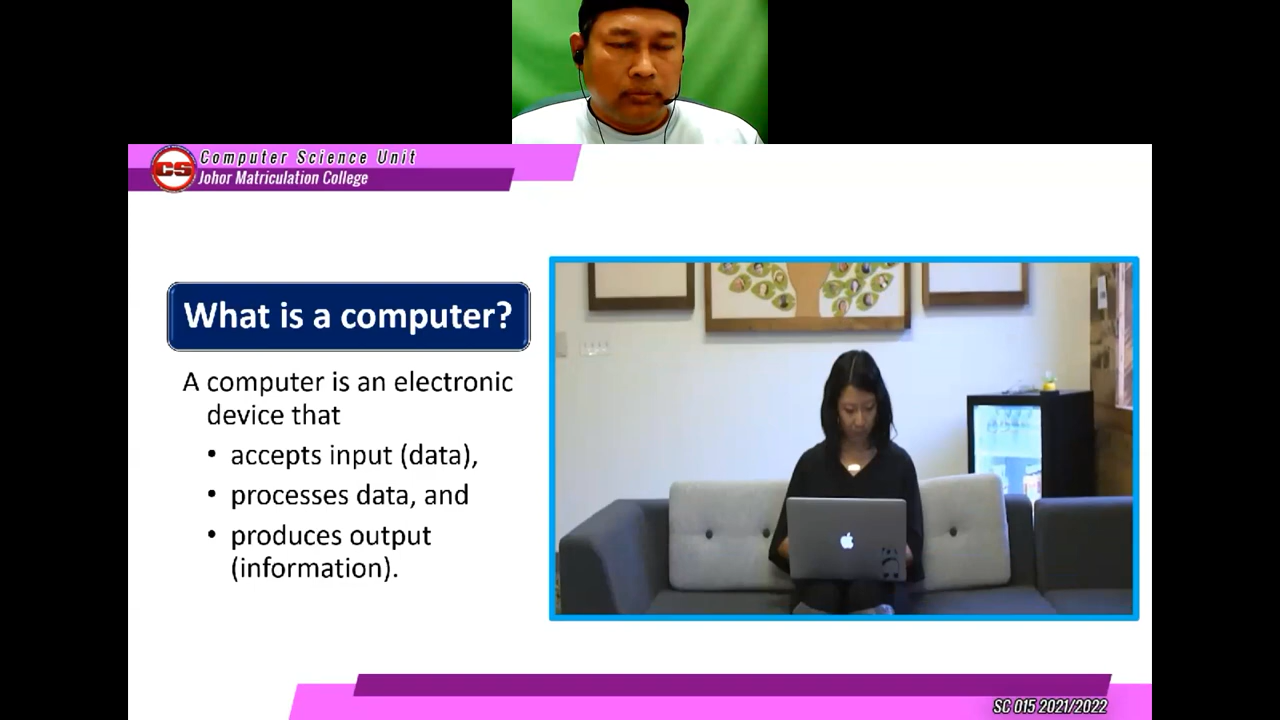 CS
Computer Science Unit
Johor Matriculation College
What is a computer?
A computer is an electronic
device that
• accepts input (data),
• processes data, and
• produces output
(information).
SC 015 2021/2022